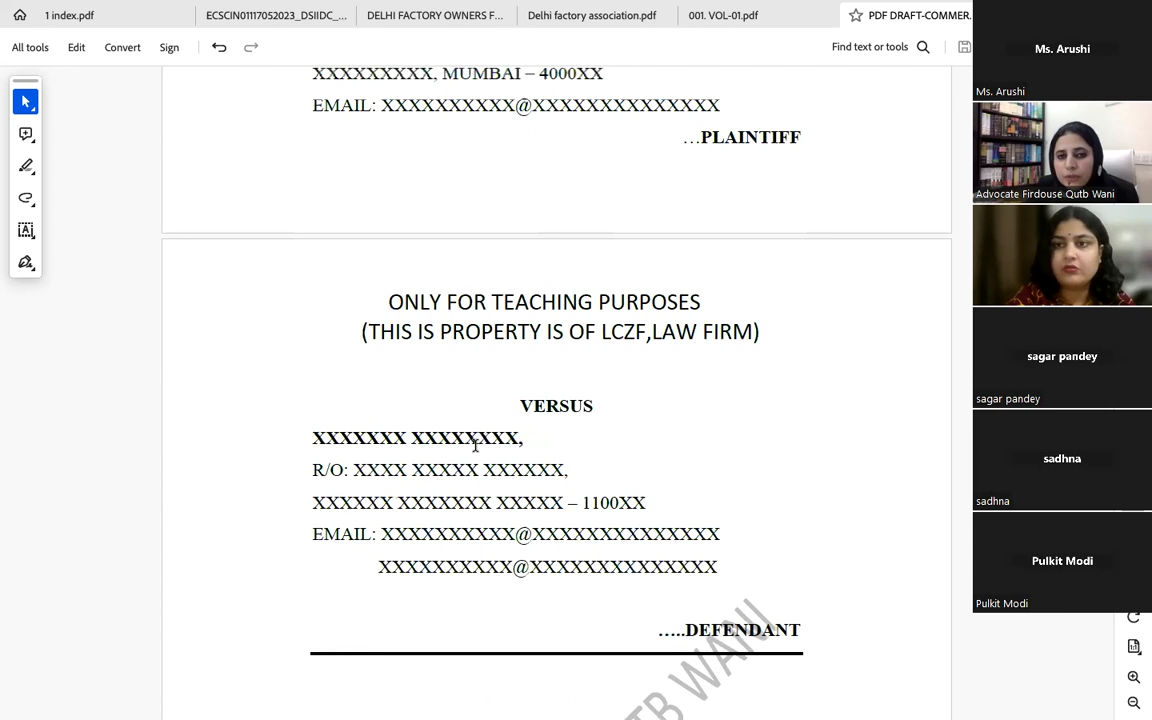 1 index.pdf
ECSCIN01117052023_DSIIDC_...
DELHI FACTORY OWNERS F...
Delhi factory association.pdf
001. VOL-01.pdf
PDF DRAFT-COMMER.
All tools
Edit
Convert
Sign
Find text or tools
XXXXXXXXX, MUMBAI – 4000XX
EMAIL: XXXXXXXXXX@XXXXXXXXXXXXXX
...PLAINTIFF
ONLY FOR TEACHING PURPOSES
(THIS IS PROPERTY IS OF LCZF,LAW FIRM)
VERSUS
XXXXXXX XXXXXXXX,
R/O: XXXX XXXXX XXXXXX,
XXXXXX XXXXXXX XXXXX – 1100XX
EMAIL: XXXXXXXXXX@XXXXXXXXXXXXXX
XXXXXXXXXX@XXXXXXXXXXXXXX
.....DEFENDANT
TB WANI
Ms. Arushi
Ms. Arushi
Advocate Firdouse Qutb Wani
sagar pandey
sagar pandey
sadhna
sadhna
Pulkit Modi
Pulkit Modi